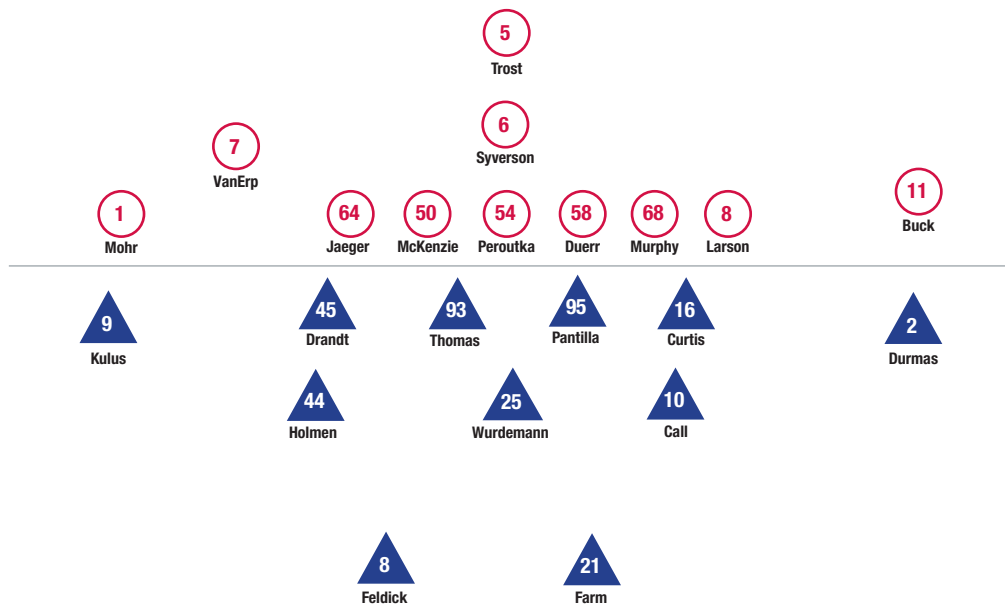 5
Trost
6
Syverson
7
VanErp
11
Buck
1
Mohr
64
Jaeger
50
McKenzie
54
Peroutka
58
Duerr
68
Murphy
8
Larson
9
Kulus
45
Drandt
93
Thomas
95
Pantilla
16
Curtis
2
Durmas
44
Holmen
25
Wurdemann
10
Call
8
Feldick
21
Farm